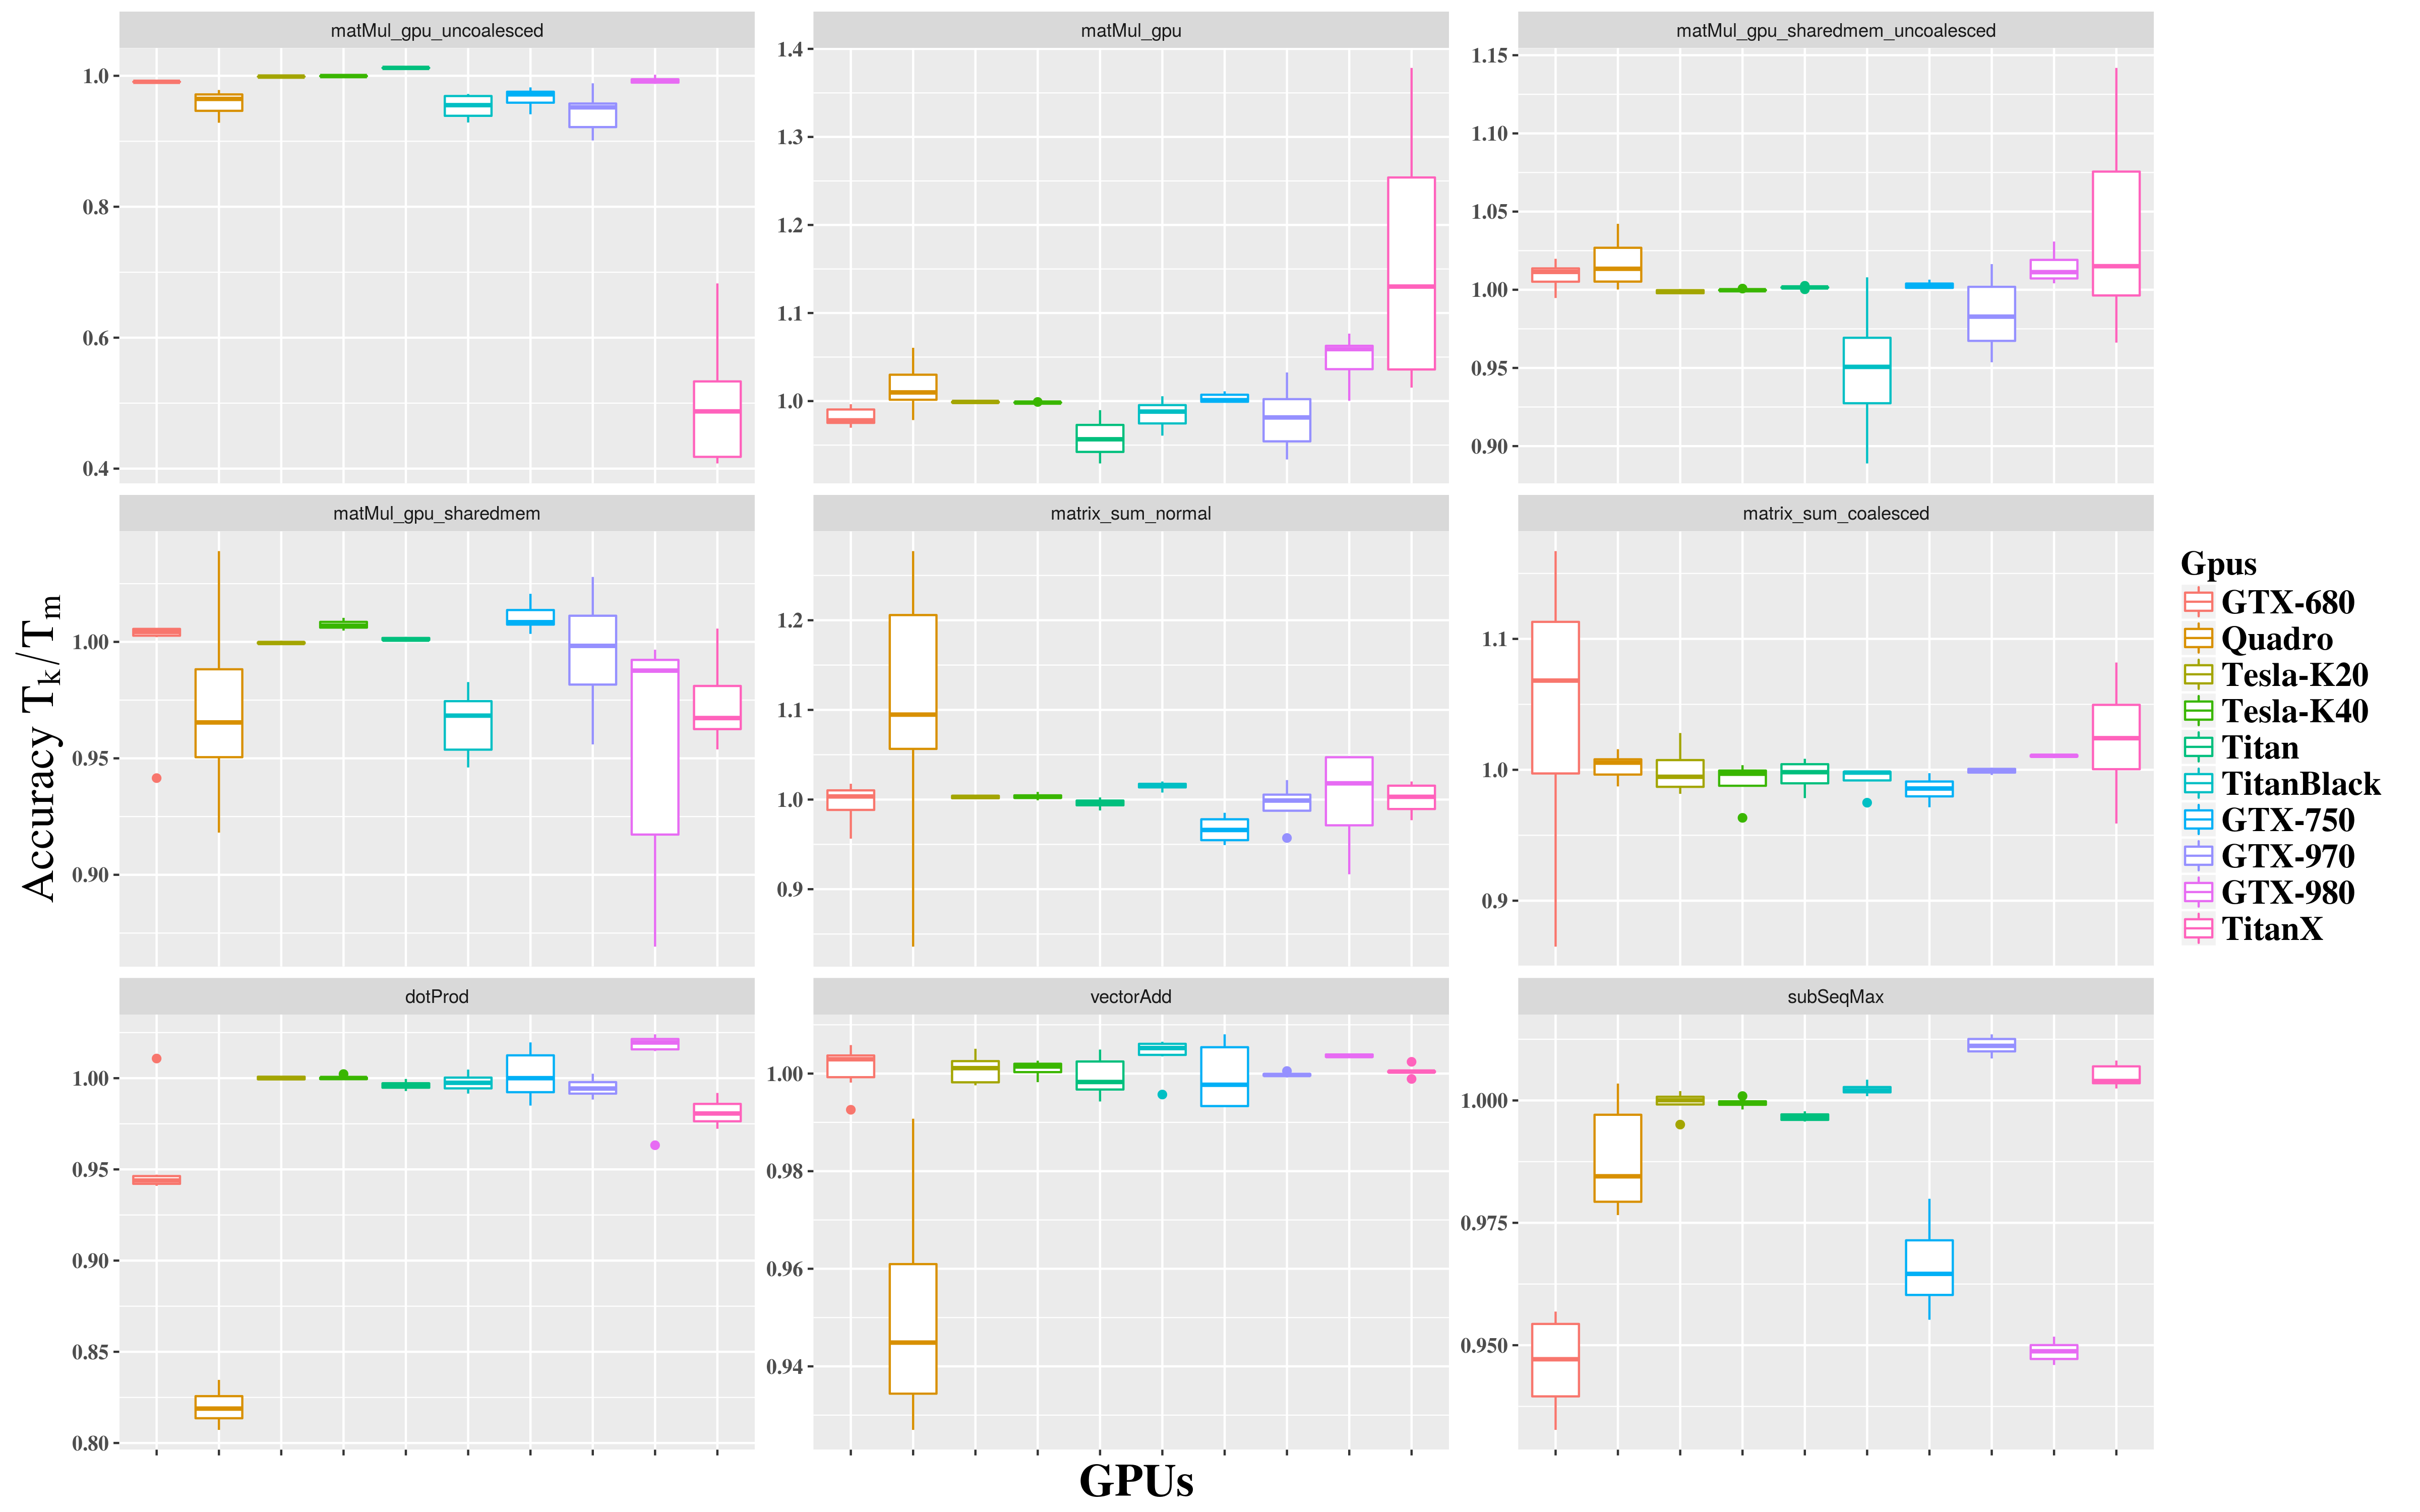 matMul_gpu_uncoalesced
matMul_gpu
matMul_gpu_sharedmem_uncoalesced
1.0
0.8
0.6
0.4
1.4
1.3
1.2
1.1
1.0
1.15
1.10
1.05
1.00
0.95
0.90
matMul_gpu_sharedmem
matrix_sum_normal
matrix_sum_coalesced
1.00
0.95
0.90
1.2
1.1
1.0
0.9
1.1
1.0
0.9
dotProd
vectorAdd
subSeqMax
1.00
0.95
0.90
0.85
0.80
1.00
0.98
0.96
0.94
1.000
0.975
0.950
Accuracy Tk/Tm
GPUs
Gpus
GTX-680
Quadro
Tesla-K20
Tesla-K40
Titan
TitanBlack
GTX-750
GTX-970
GTX-980
TitanX